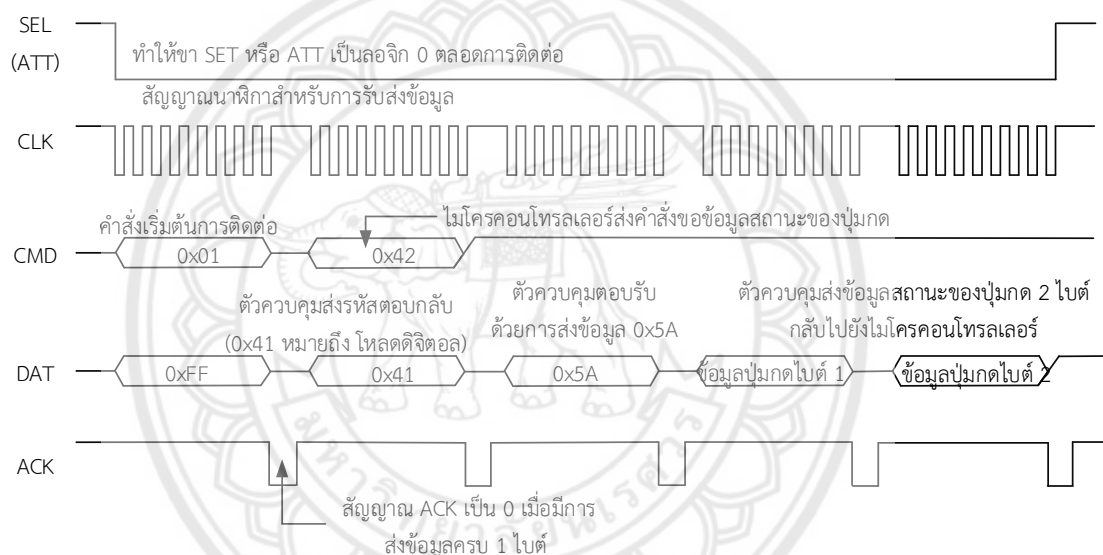 SEL
(ATT)
ทำให้ขา SET หรือ ATT เป็นลอจิก 0 ตลอดการติดต่อ
สัญญาณนาฬิกาสำหรับการรับส่งข้อมูล
CLK
ไมโครคอนโทรลเลอร์ส่งคำสั่งขอข้อมูลสถานะของปุ่มกด
คำสั่งเริ่มต้นการติดต่อ
CMD
0x01
0x42
ตัวควบคุมส่งรหัสตอบกลับ
(0x41 หมายถึง โหลดดิจิตอล)
ตัวควบคุมตอบรับ
ด้วยการส่งข้อมูล 0x5A
ตัวควบคุมส่งข้อมูลสถานะของปุ่มกด 2 ไบต์
กลับไปยังไมโครคอนโทรลเลอร์
DAT
0xFF
0x41
0x5A
ข้อมูลปุ่มกดไบต์ 1
ข้อมูลปุ่มกดไบต์ 2
ACK
สัญญาณ ACK เป็น 0 เมื่อมีการ
ส่งข้อมูลครบ 1 ไบต์
มหาวิทยาลัยนเรศวร